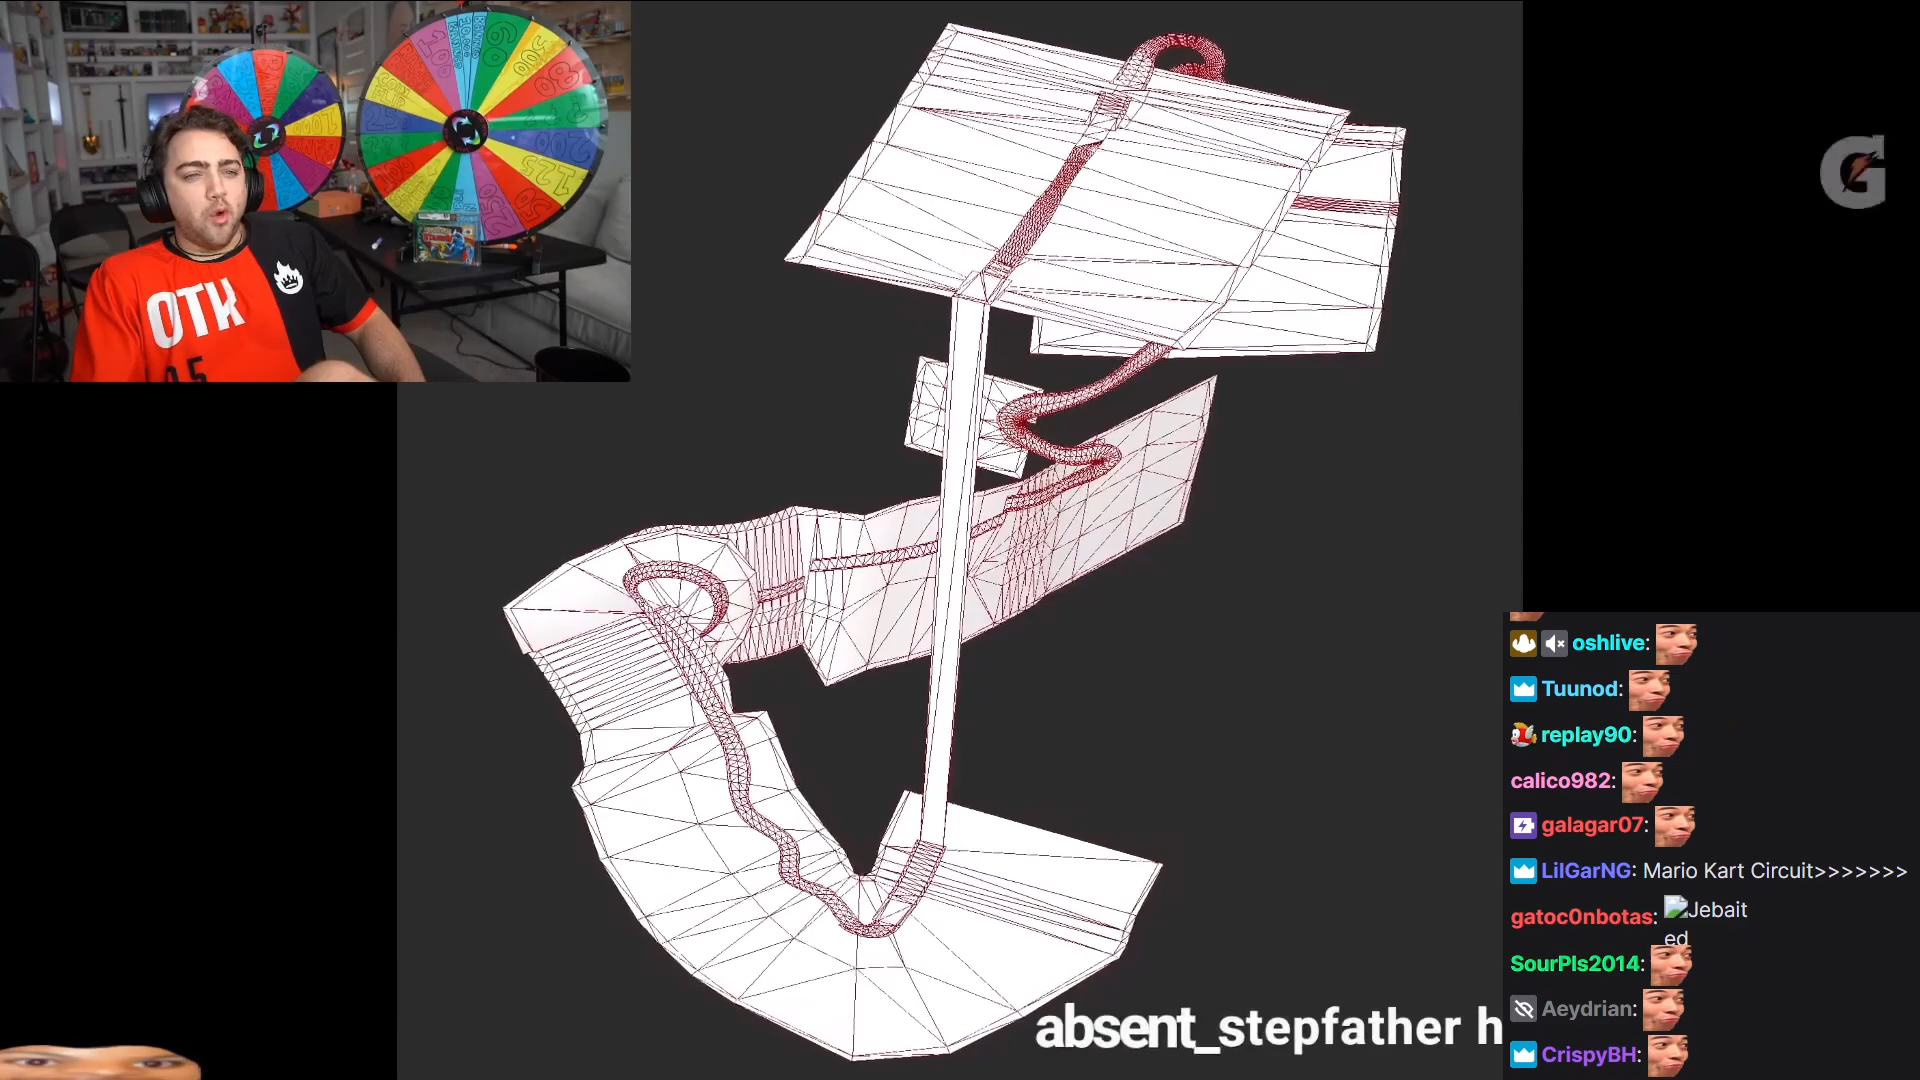 OTK
oshlive:
Tuunod:
replay90:
calico982:
galagar07:
LilGarNG: Mario Kart Circuit>>>>>>>
gatoc0nbotas: Jebait
ed
SourPls2014:
Aeydrian:
CrispyBH:
absent_stepfather h
G